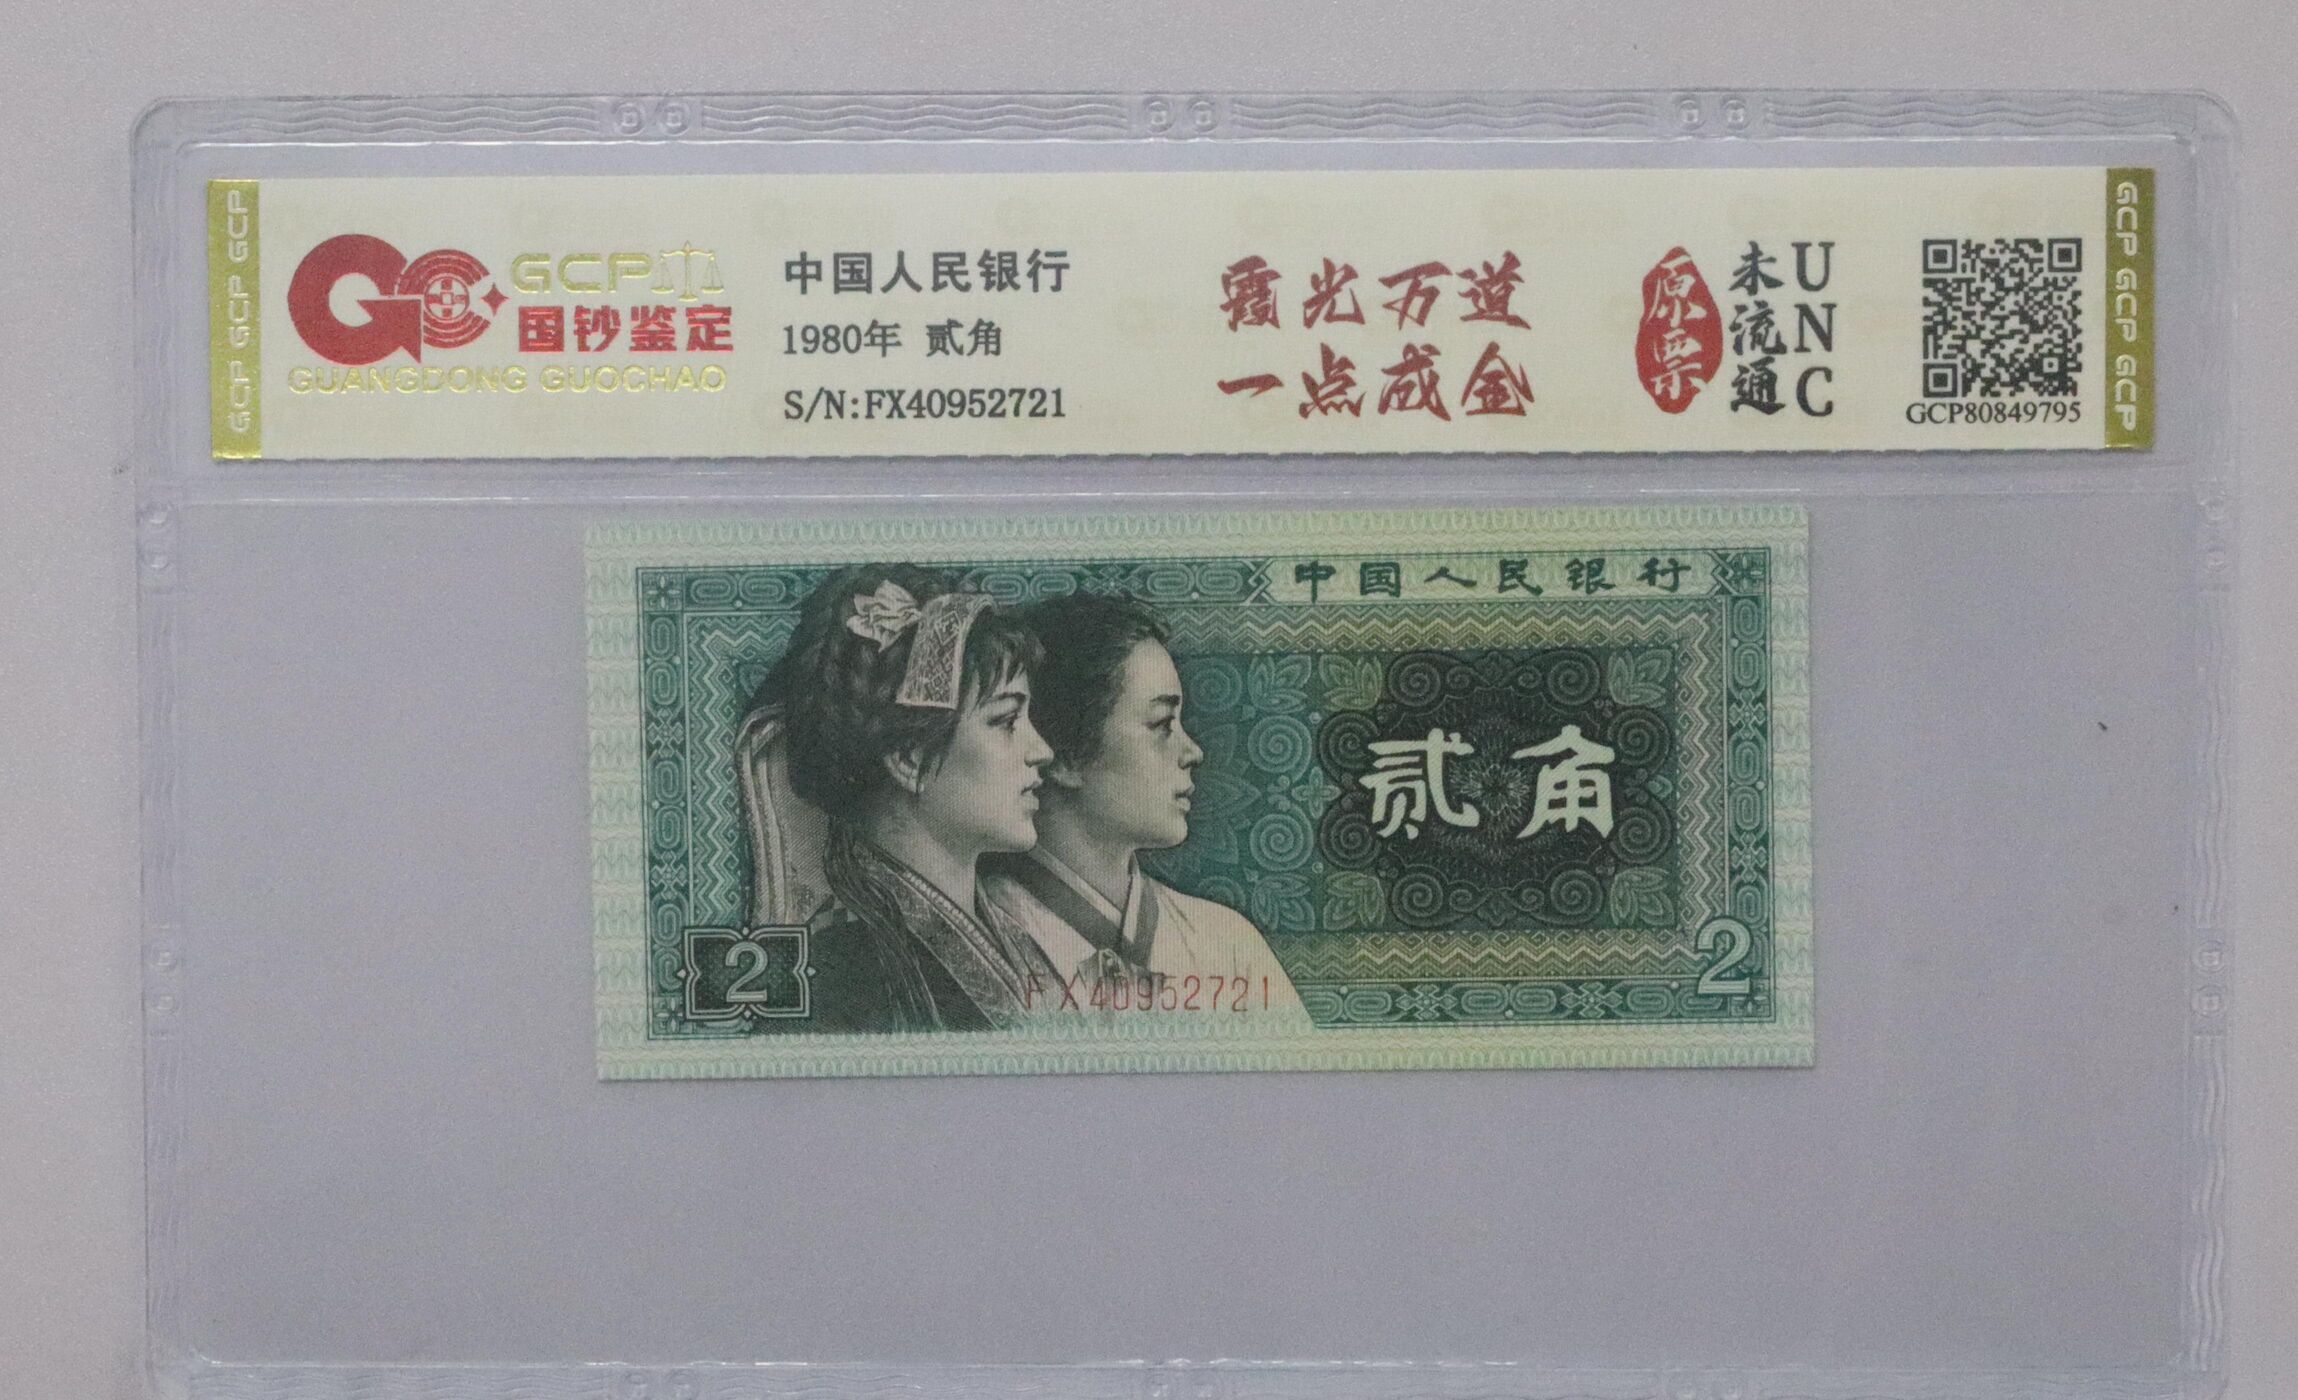 GCP GCP GCP
GCP
国钞鉴定
GUANGDONG GUOCHAO
中国人民银行
1980年 贰角
S/N:FX40952721
霞光万道
一点成金
原票
未流通
UNC
GCP80849795
GCP GCP GCP
中国人民银行
贰角
2
2
FX40952721